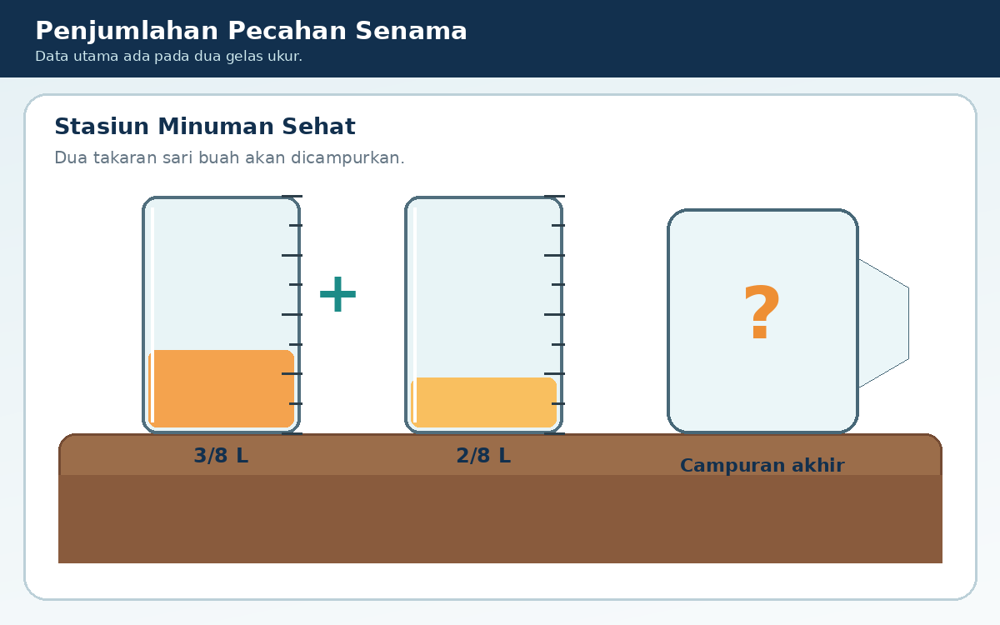 Penjumlahan Pecahan Senama
Data utama ada pada dua gelas ukur.
Stasiun Minuman Sehat
Dua takaran sari buah akan dicampurkan.
+
?
3/8 L
2/8 L
Campuran akhir